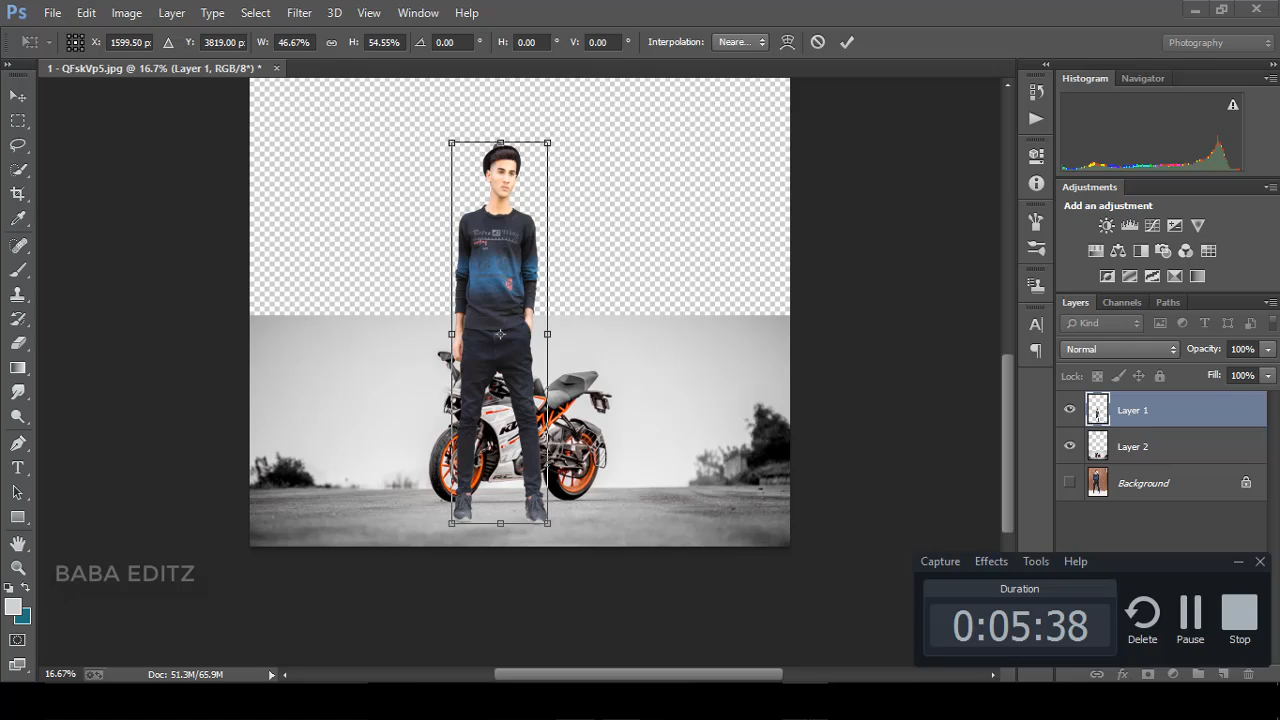 Ps File Edit Image Layer Type Select Filter 3D View Window Help
X: 1599.50 p: Y: 3819.00 p: W: 46.67% H: 54.55% 0.00 ° H: 0.00 ° V: 0.00 ° Interpolation: Neare... Photography
1 - QFskVp5.jpg @ 16.7% (Layer 1, RGB/8*) * ×
Histogram Navigator
Adjustments
Add an adjustment
Layers Channels Paths
Kind
Normal Opacity: 100%
Lock: Fill: 100%
Layer 1
Layer 2
Background
BABA EDITZ
Capture Effects Tools Help
Duration
0:05:38
Delete Pause Stop
16.67% Doc: 51.3M/65.9M